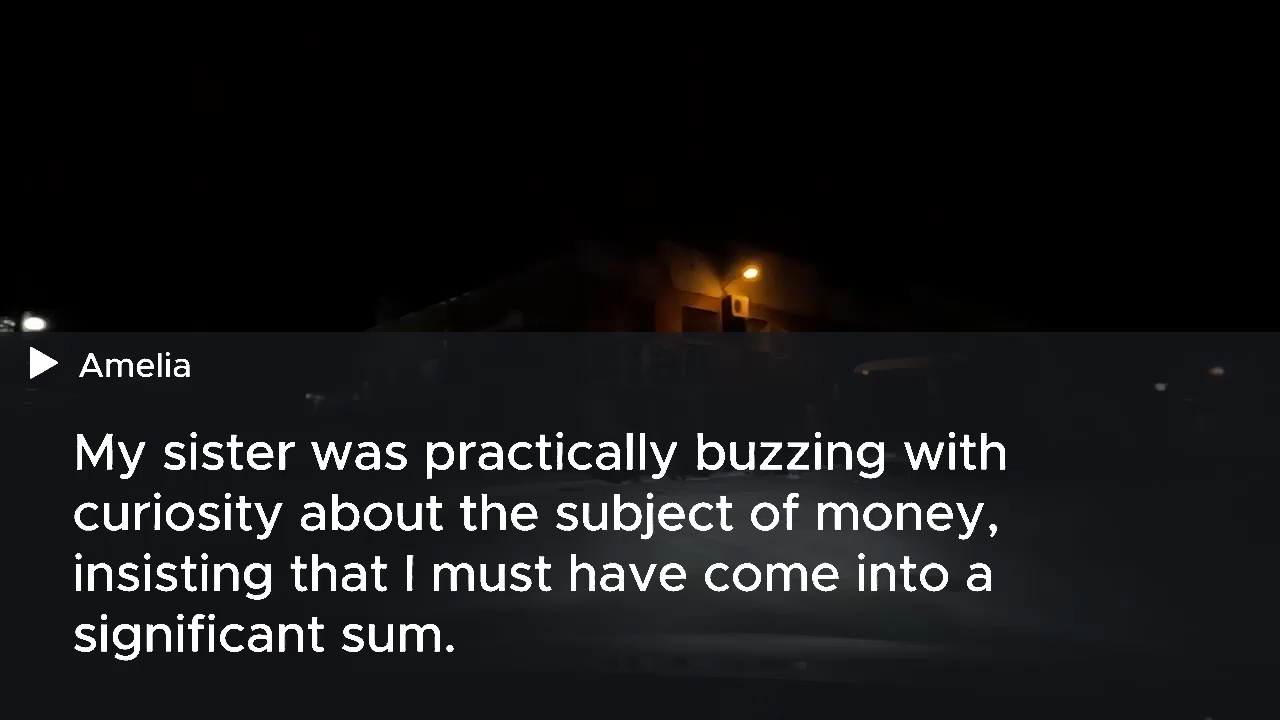 Amelia
My sister was practically buzzing with
curiosity about the subject of money,
insisting that I must have come into a
significant sum.